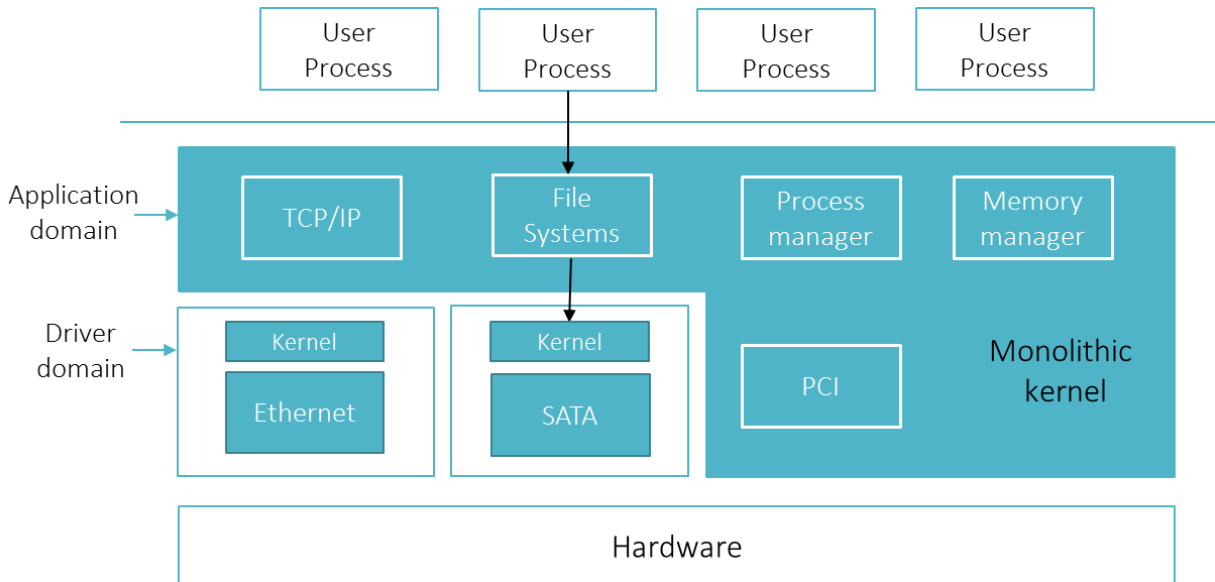 User
Process
User
Process
User
Process
User
Process
Application
domain
TCP/IP
File
Systems
Process
manager
Memory
manager
Driver
domain
Kernel
Ethernet
Kernel
SATA
PCI
Monolithic
kernel
Hardware